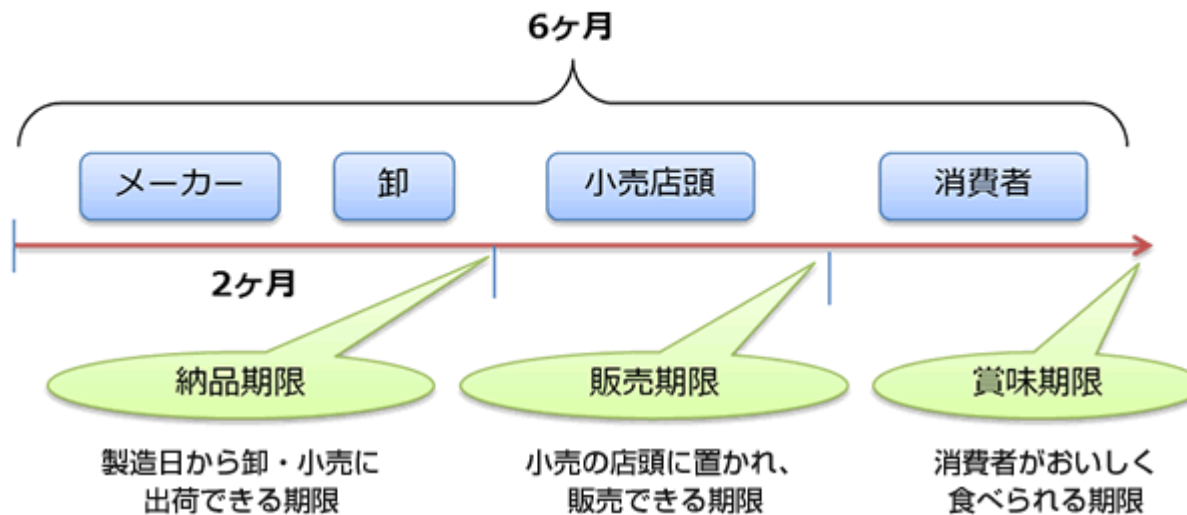 6ヶ月
メーカー
卸
小売店頭
消費者
2ヶ月
納品期限
販売期限
賞味期限
製造日から卸・小売に
出荷できる期限
小売の店頭に置かれ、
販売できる期限
消費者がおいしく
食べられる期限